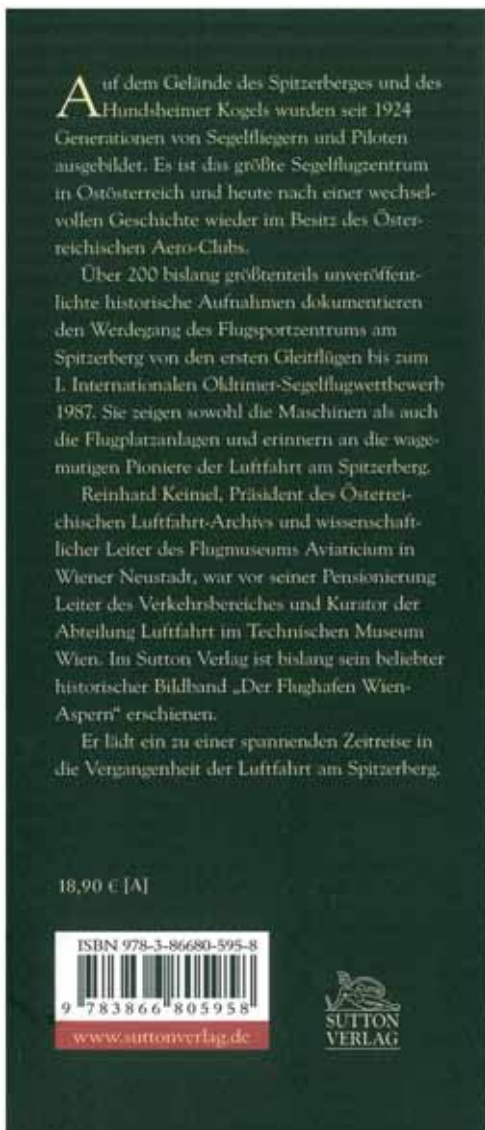 Auf dem Gelände des Spitzerberges und des
Hundsheimer Kogels wurden seit 1924
Generationen von Segelfliegern und Piloten
ausgebildet. Es ist das größte Segelflugzentrum
in Ostösterreich und heute nach einer wechsel-
vollen Geschichte wieder im Besitz des Öster-
reichischen Aero-Clubs.
Über 200 bislang größtenteils unveröffent-
lichte historische Aufnahmen dokumentieren
den Werdegang des Flugsportzentrums am
Spitzerberg von den ersten Gleitflügen bis zum
I. Internationalen Oldtimer-Segelflugwettbewerb
1987. Sie zeigen sowohl die Maschinen als auch
die Flugplatzanlagen und erinnern an die wage-
mutigen Pioniere der Luftfahrt am Spitzerberg.
Reinhard Keimel, Präsident des Österrei-
chischen Luftfahrt-Archivs und wissenschaft-
licher Leiter des Flugmuseums Aviaticium in
Wiener Neustadt, war vor seiner Pensionierung
Leiter des Verkehrsbereiches und Kurator der
Abteilung Luftfahrt im Technischen Museum
Wien. Im Sutton Verlag ist bislang sein beliebter
historischer Bildband „Der Flughafen Wien-
Aspern“ erschienen.
Er lädt ein zu einer spannenden Zeitreise in
die Vergangenheit der Luftfahrt am Spitzerberg.
18,90 € [A]
ISBN 978-3-86680-595-8
9 783866 805958
www.suttonverlag.de
SUTTON
VERLAG